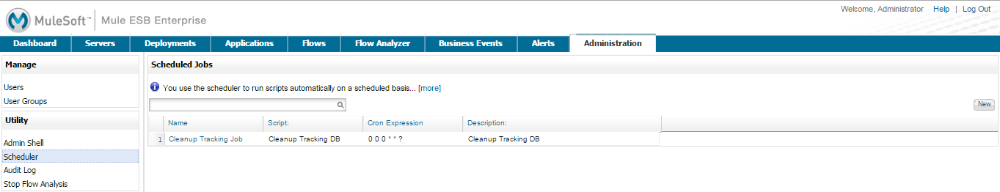 Welcome, Administrator Help | Log Out
MuleSoft™ | Mule ESB Enterprise
Dashboard Servers Deployments Applications Flows Flow Analyzer Business Events Alerts Administration
Manage
Users
User Groups
Utility
Admin Shell
Scheduler
Audit Log
Stop Flow Analysis
Scheduled Jobs
You use the scheduler to run scripts automatically on a scheduled basis... [more]
New
Name Script: Cron Expression Description:
1 Cleanup Tracking Job Cleanup Tracking DB 0 0 0 * * ? Cleanup Tracking DB